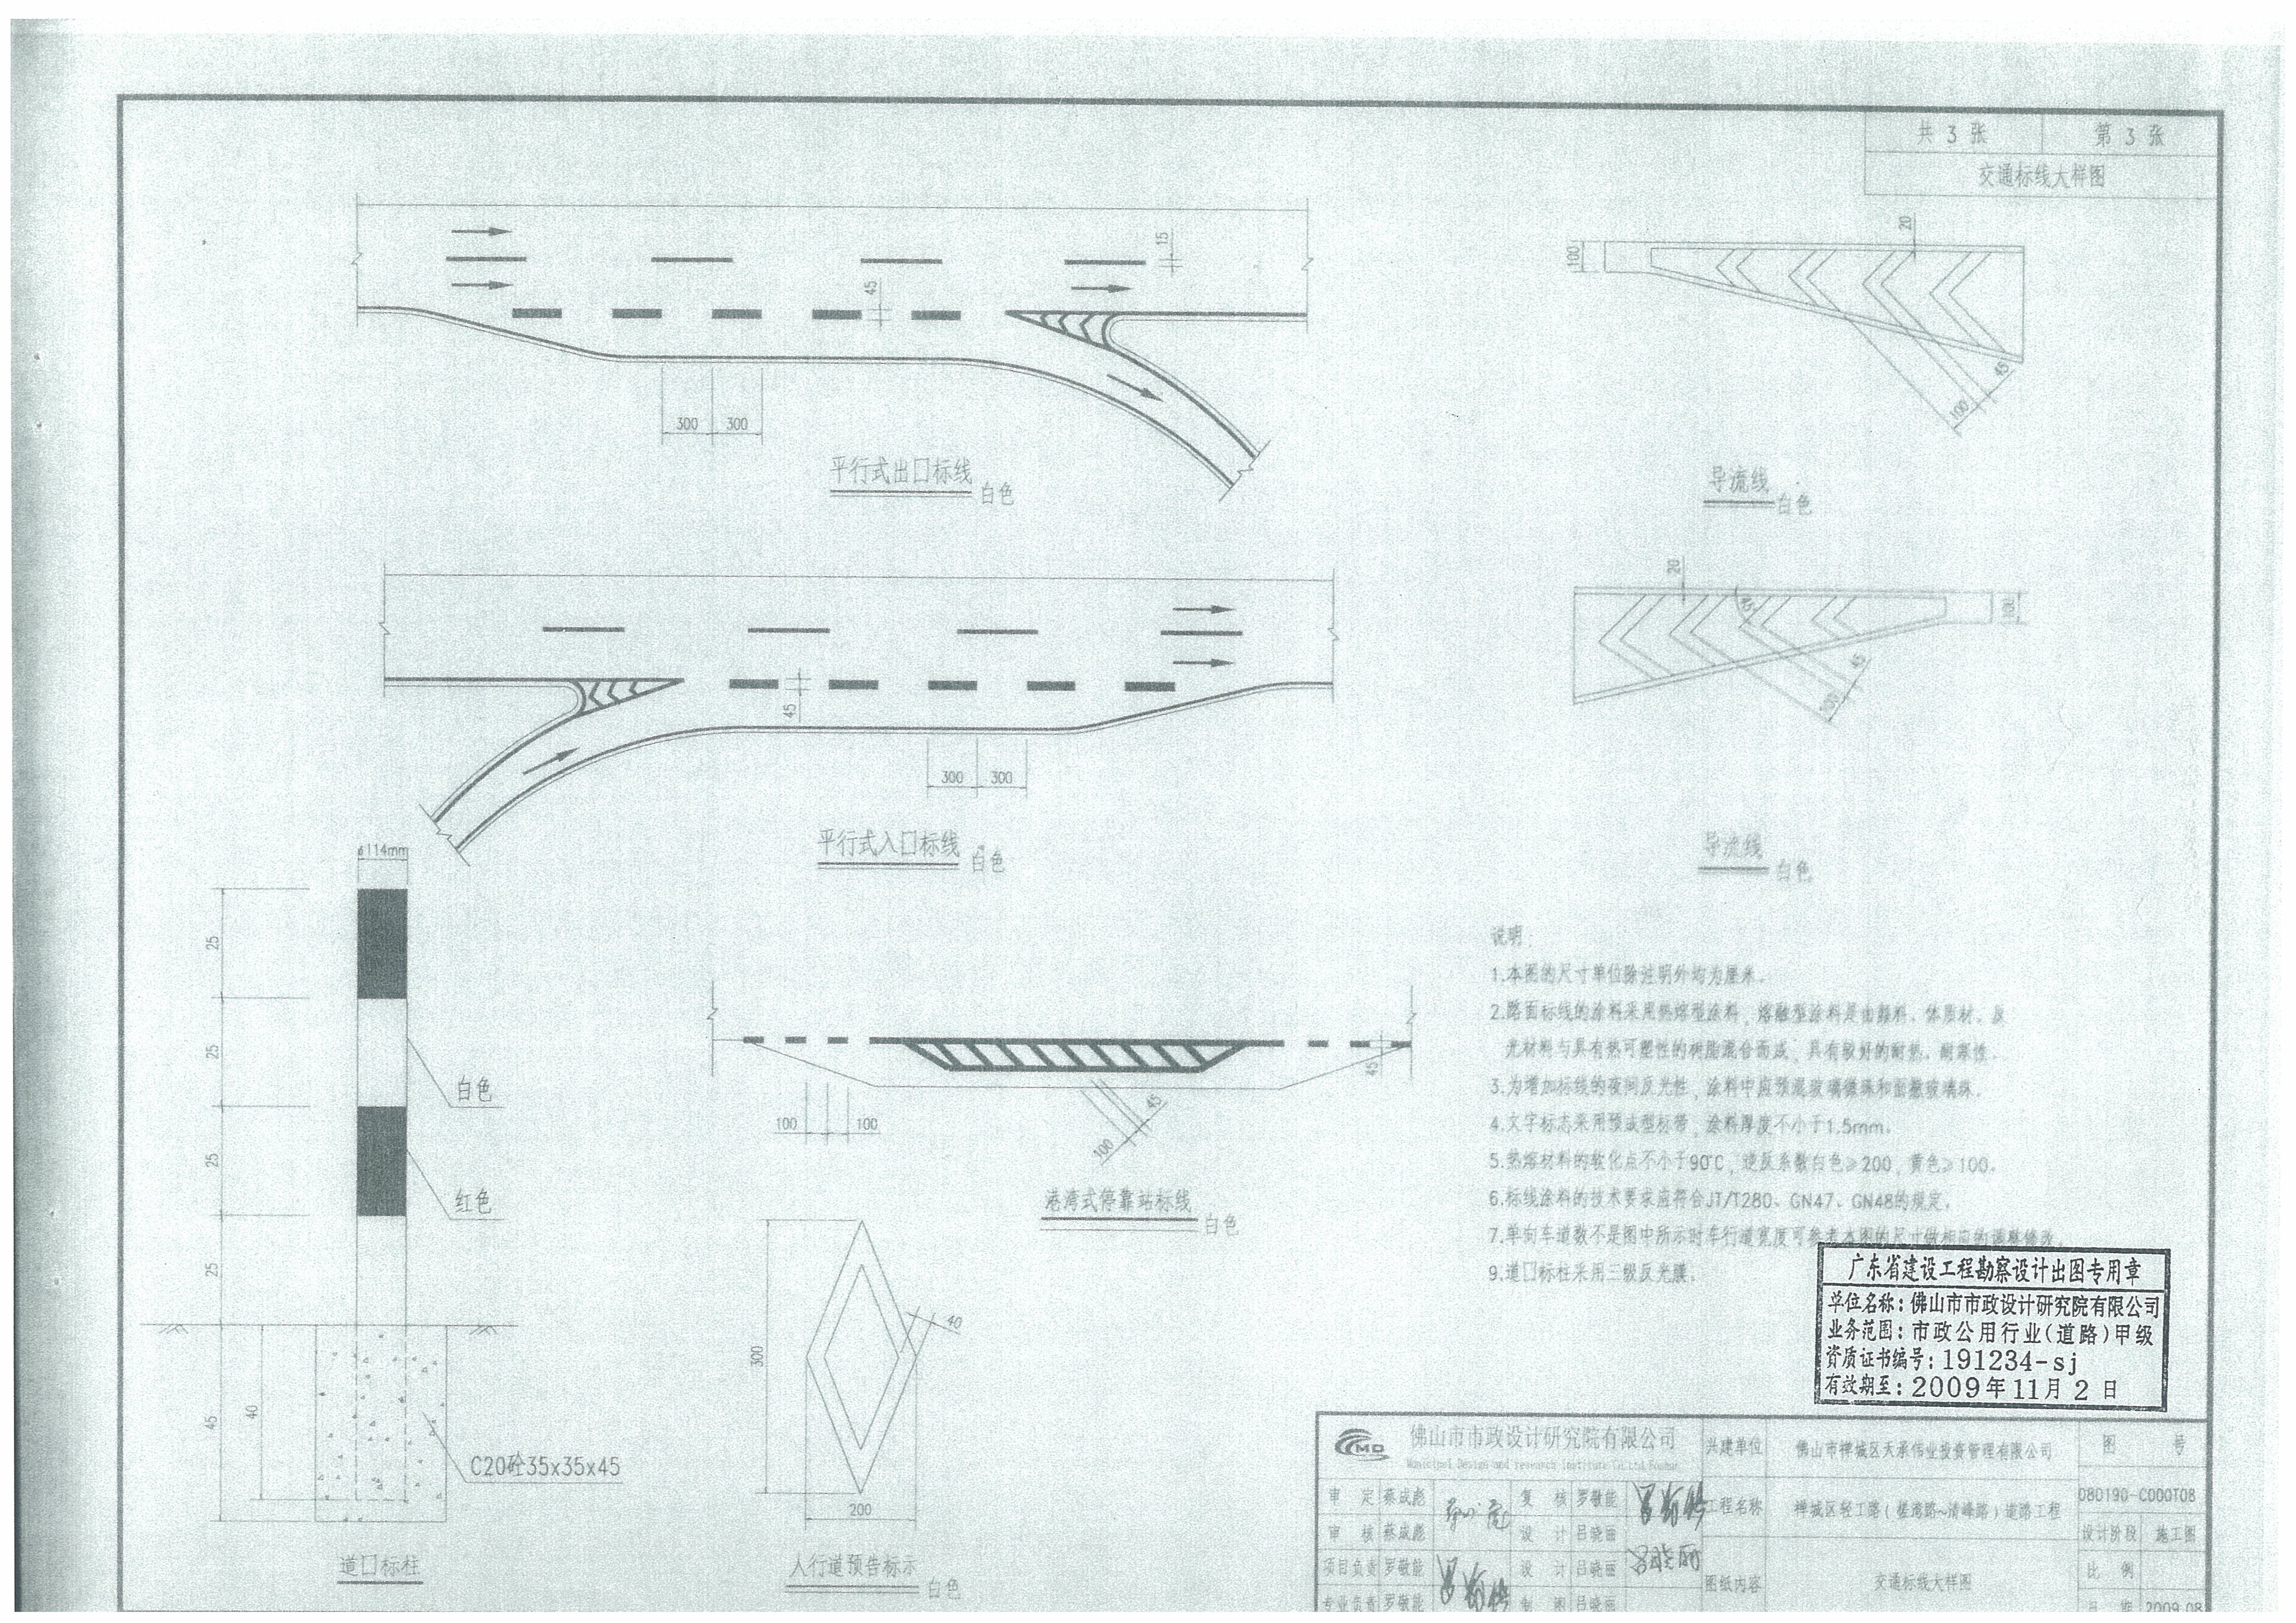 共 3 张
第 3 张
交通标线大样图
15
45
300
300
平行式出口标线
白色
100
20
45
100
导流线
白色
45
300
300
平行式入口标线
白色
20
45
100
100
导流线
白色
φ114mm
25
25
25
25
45
40
白色
红色
C20砼35x35x45
道口标柱
45
100
100
100
45
港湾式停靠站标线
白色
300
40
200
人行道预告标示
白色
说明:
1.本图的尺寸单位除注明外均为厘米。
2.路面标线的涂料采用热熔型涂料，熔融型涂料是由颜料、体质材、反
光材料与具有热可塑性的树脂混合而成，具有极好的耐热、耐寒性。
3.为增加标线的夜间反光性，涂料中应预混玻璃微珠和面撒玻璃珠。
4.文字标志采用预成型标带，涂料厚度不小于1.5mm。
5.热熔材料的软化点不小于90℃，逆反系数白色≥200，黄色≥100。
6.标线涂料的技术要求应符合JT/T280、GN47、GN48的规定。
7.单向车道数不是图中所示时车行道宽度可参考本图的尺寸做相应的调整修改。
9.道口标柱采用三级反光膜。
广东省建设工程勘察设计出图专用章
单位名称：佛山市市政设计研究院有限公司
业务范围：市政公用行业（道路）甲级
资质证书编号：191234-sj
有效期至：2009年11月2日
CMD
佛山市市政设计研究院有限公司
Municipal Design and research Institute Co.Ltd.Foshan
共建单位
佛山市禅城区天承伟业投资管理有限公司
图 号
审 定 蔡成彪
复 核 罗敏能
工程名称
禅城区轻工路（槎湾路~清峰路）道路工程
080190-C000T08
审 核 蔡成彪
设 计 吕晓丽
设计阶段 施工图
项目负责 罗敏能
设 计 吕晓丽
图纸内容
交通标线大样图
比 例
专业负责 罗敏能
制 图 吕晓丽
日 期 2009.08